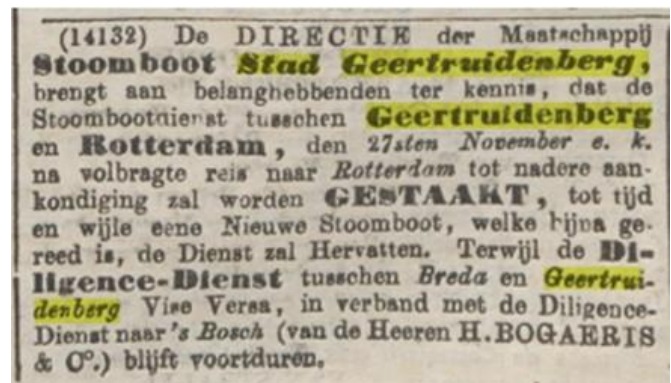 (14132) De DIRECTIE der Maatschappij
Stoomboot Stad Geertruidenberg,
brengt aan belanghebbenden ter kennis, dat de
Stoombootdienst tusschen Geertruidenberg
en Rotterdam, den 27sten November e. k.
na volbragte reis naar Rotterdam tot nadere aan-
kondiging zal worden GESTAAKT, tot tijd
en wijle eene Nieuwe Stoomboot, welke bijna ge-
reed is, de Dienst zal Hervatten. Terwijl de Di-
ligence-Dienst tusschen Breda en Geertrui-
denberg Vise Versa, in verband met de Diligence-
Dienst naar 's Bosch (van de Heeren H. BOGAERTS
& Cº.) blijft voortduren.